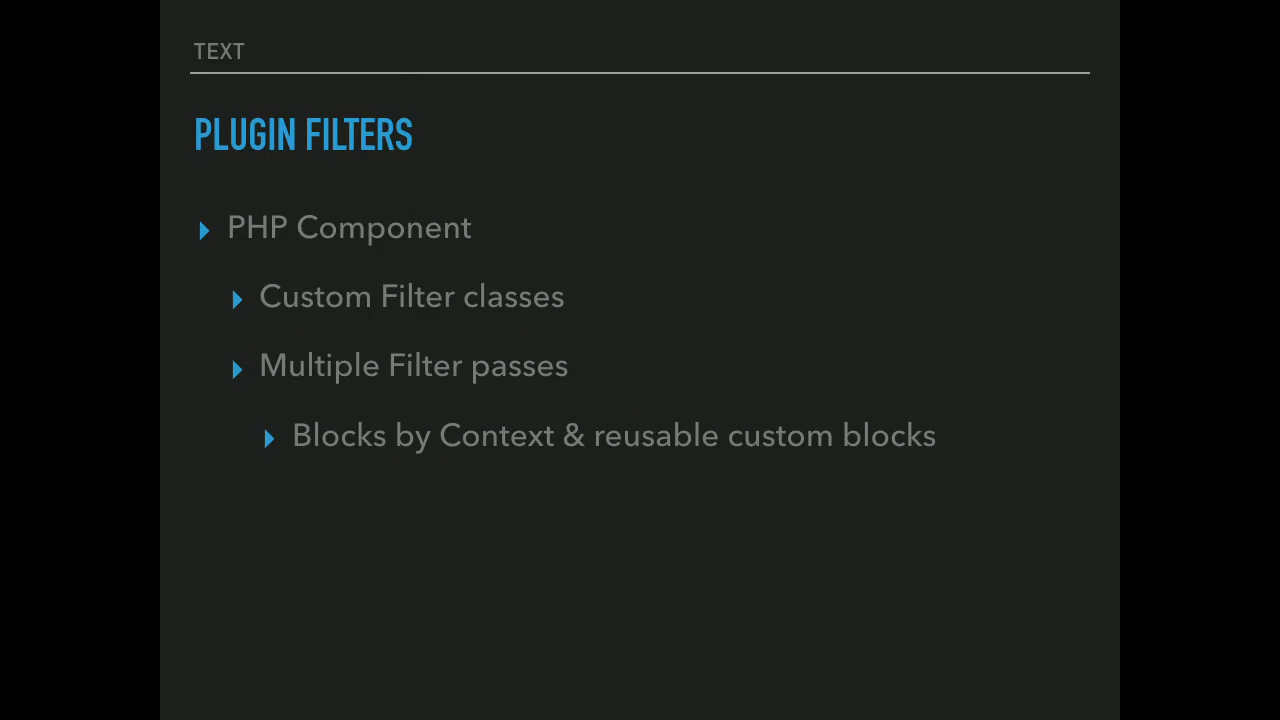 TEXT
PLUGIN FILTERS
PHP Component
Custom Filter classes
Multiple Filter passes
Blocks by Context & reusable custom blocks